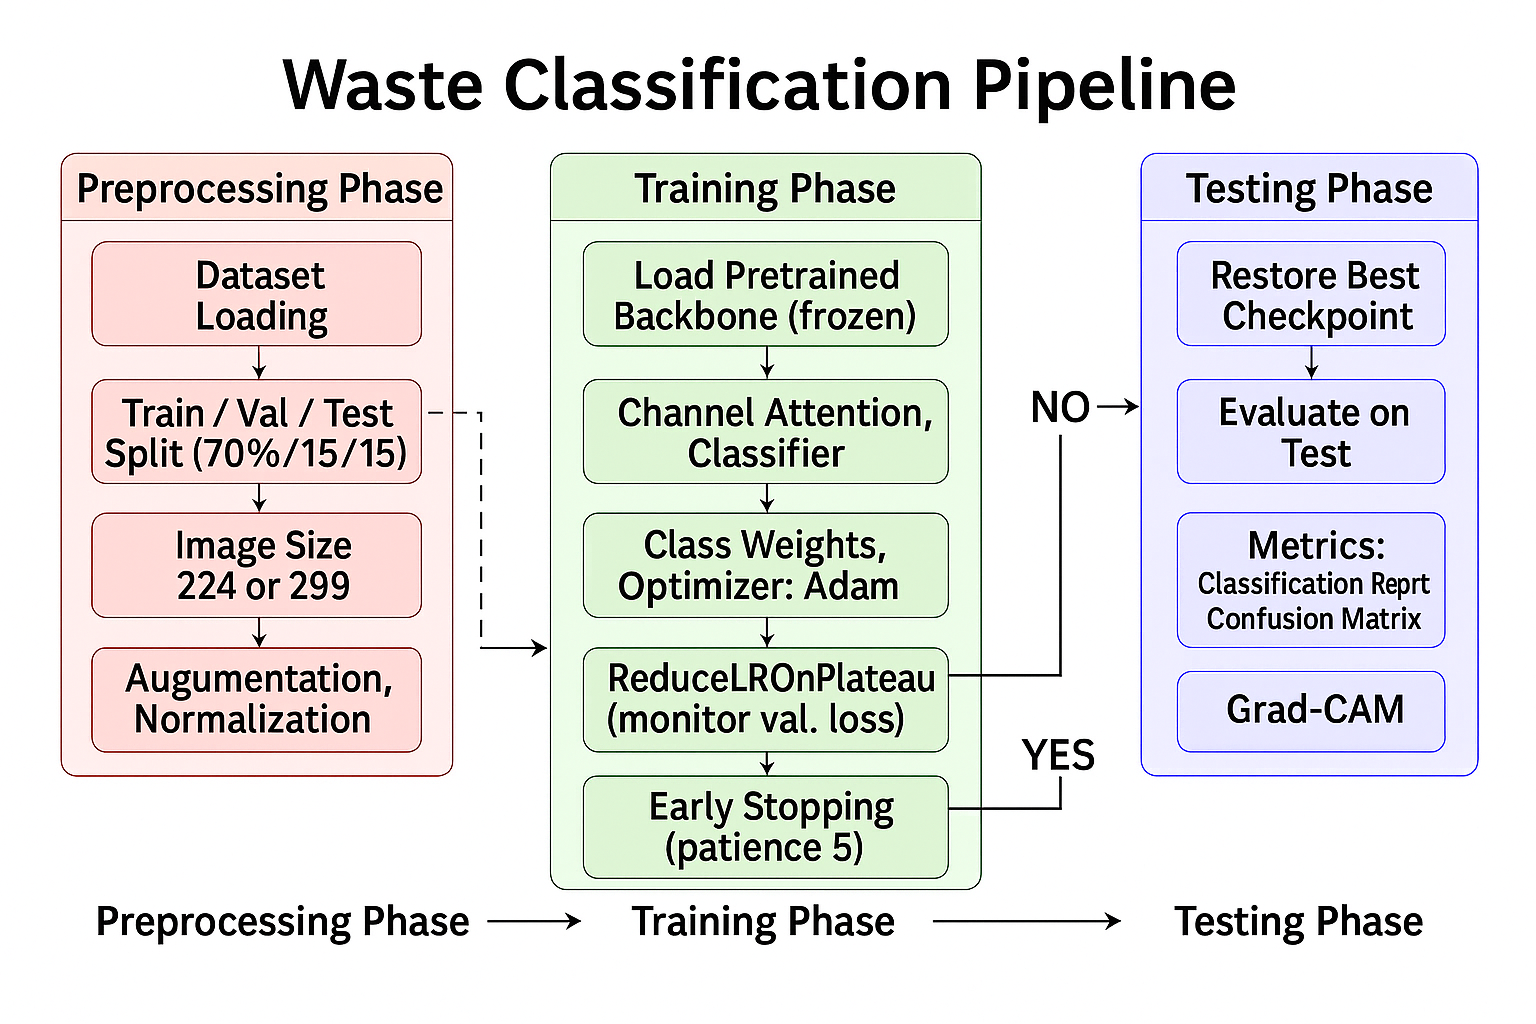 Waste Classification Pipeline
Preprocessing Phase
Dataset
Loading
Train / Val / Test
Split (70%/15/15)
Image Size
224 or 299
Augumentation,
Normalization
Training Phase
Load Pretrained
Backbone (frozen)
Channel Attention,
Classifier
Class Weights,
Optimizer: Adam
ReduceLROnPlateau
(monitor val. loss)
Early Stopping
(patience 5)
NO
YES
Testing Phase
Restore Best
Checkpoint
Evaluate on
Test
Metrics:
Classification Reprt
Confusion Matrix
Grad-CAM
Preprocessing Phase
Training Phase
Testing Phase